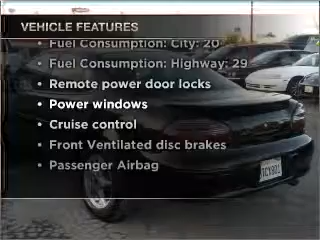 VEHICLE FEATURES
• Fuel Consumption: City: 20
• Fuel Consumption: Highway: 29
• Remote power door locks
• Power windows
• Cruise control
• Front Ventilated disc brakes
• Passenger Airbag